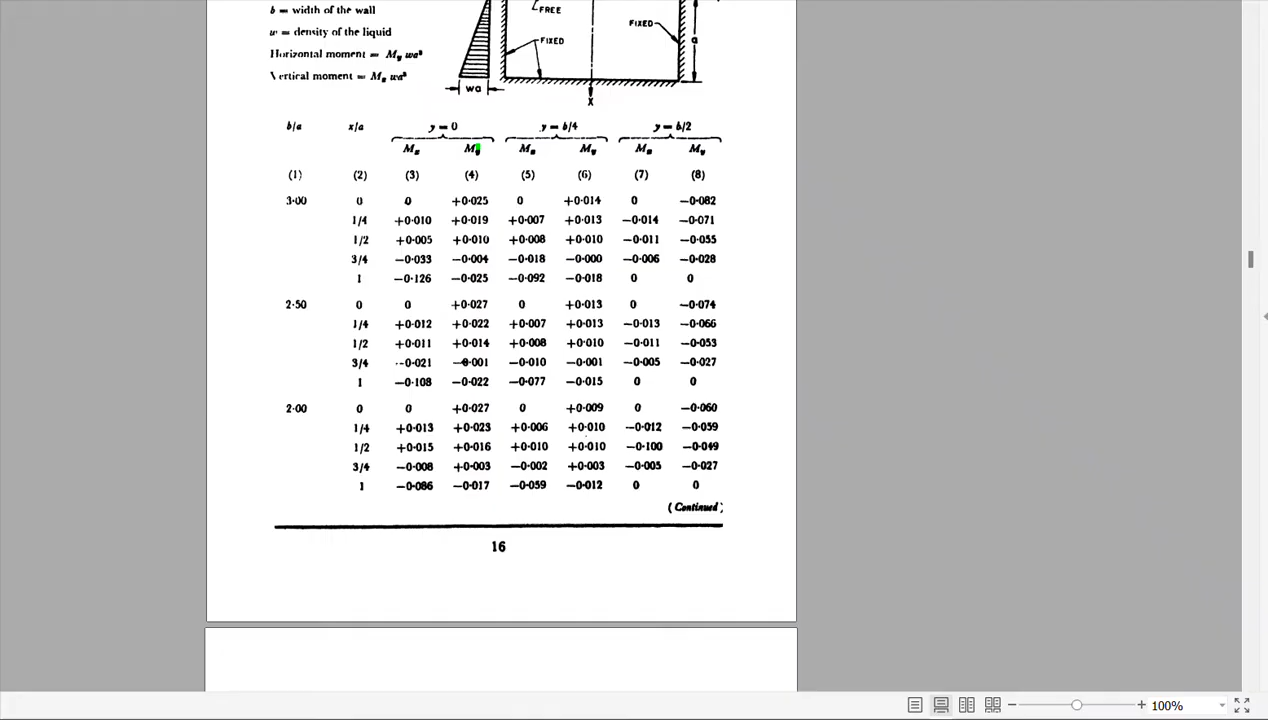 b = width of the wall
w = density of the liquid
Horizontal moment = My wa³
Vertical moment = Mx wa³
FREE
FIXED
FIXED
a
wa
X
b/a x/a y = 0 y = b/4 y = b/2
Mx My Mx My Mx My
(1) (2) (3) (4) (5) (6) (7) (8)
3·00 0 0 +0·025 0 +0·014 0 −0·082
1/4 +0·010 +0·019 +0·007 +0·013 −0·014 −0·071
1/2 +0·005 +0·010 +0·008 +0·010 −0·011 −0·055
3/4 −0·033 −0·004 −0·018 −0·000 −0·006 −0·028
1 −0·126 −0·025 −0·092 −0·018 0 0
2·50 0 0 +0·027 0 +0·013 0 −0·074
1/4 +0·012 +0·022 +0·007 +0·013 −0·013 −0·066
1/2 +0·011 +0·014 +0·008 +0·010 −0·011 −0·053
3/4 −0·021 −0·001 −0·010 −0·001 −0·005 −0·027
1 −0·108 −0·022 −0·077 −0·015 0 0
2·00 0 0 +0·027 0 +0·009 0 −0·060
1/4 +0·013 +0·023 +0·006 +0·010 −0·012 −0·059
1/2 +0·015 +0·016 +0·010 +0·010 −0·100 −0·049
3/4 −0·008 +0·003 −0·002 +0·003 −0·005 −0·027
1 −0·086 −0·017 −0·059 −0·012 0 0
(Continued)
16
100%